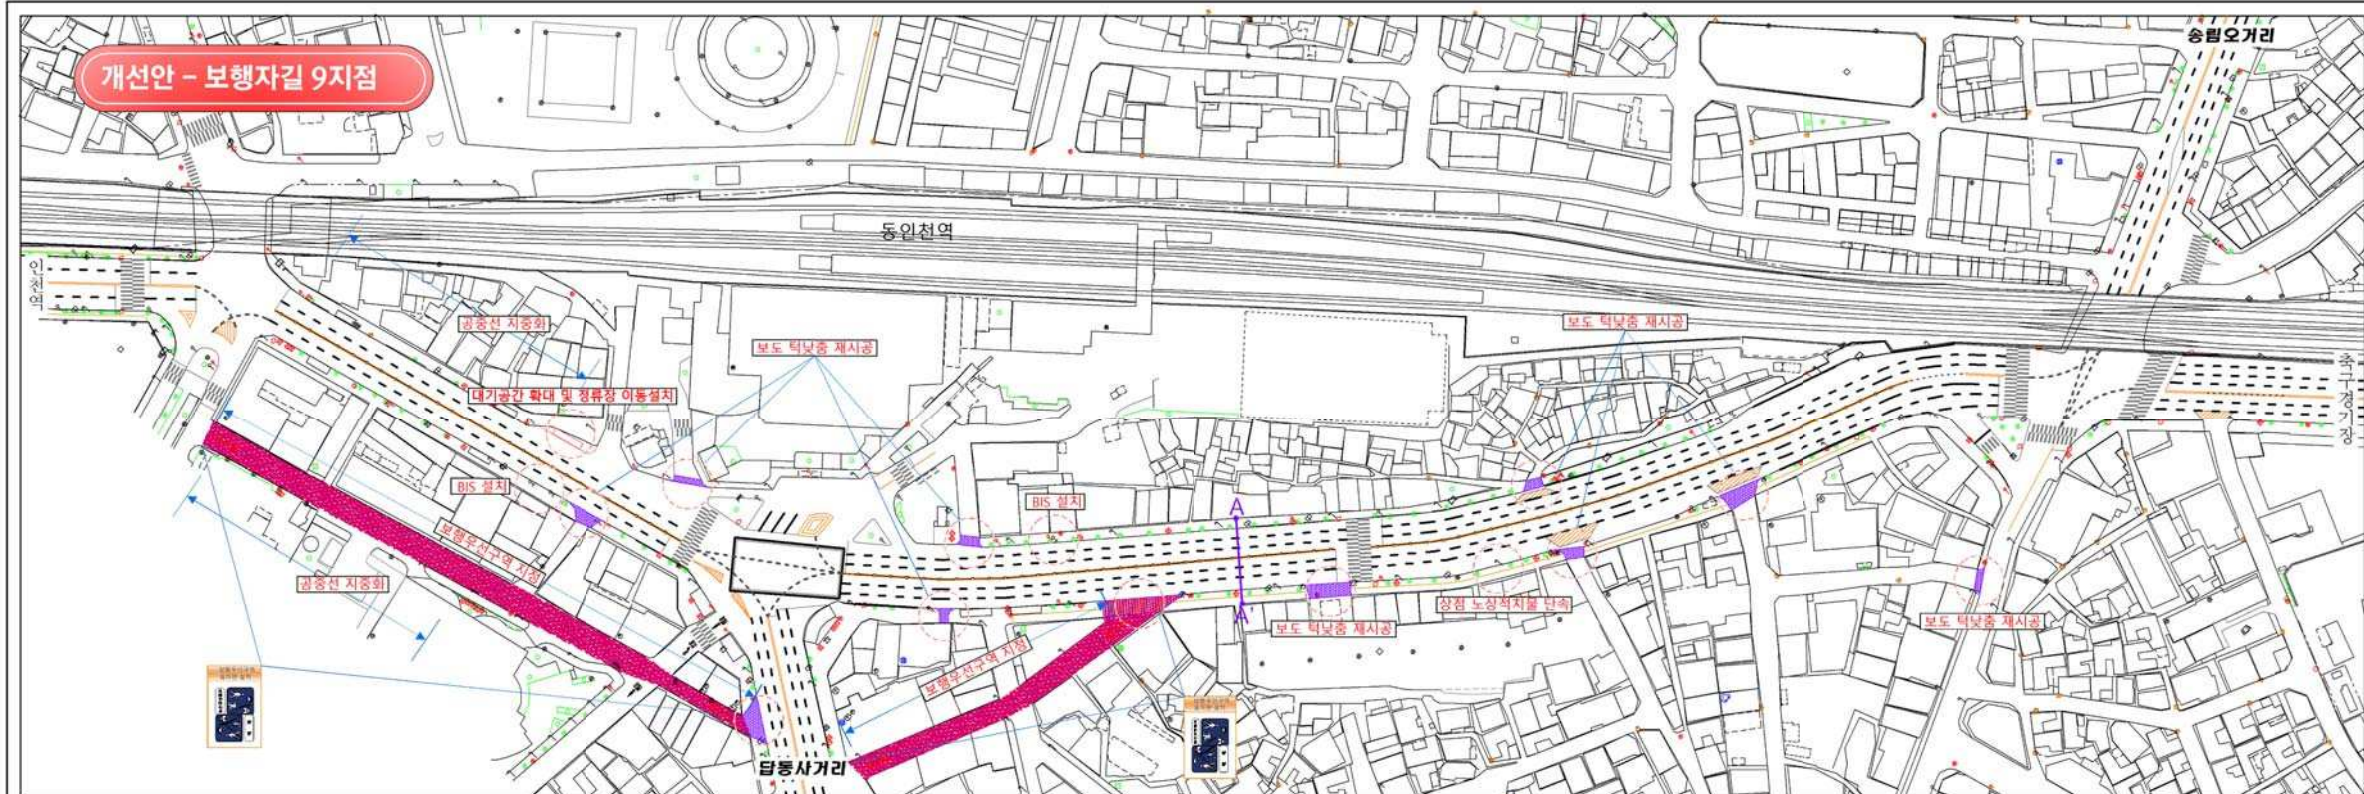 송림오거리
개선안 – 보행자길 9지점
동인천역
인천역
공중선 지중화
보도 턱낮춤 재시공
보도 턱낮춤 재시공
대기공간 확대 및 정류장 이동설치
축구경기장
BIS 설치
BIS 설치
A
보행우선구역 지정
공중선 지중화
상점 노상적치물 단속
A'
보도 턱낮춤 재시공
보도 턱낮춤 재시공
보행우선구역 지정
답동사거리